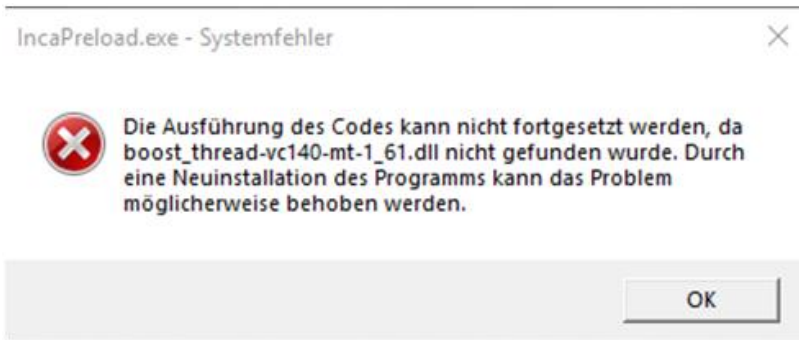 IncaPreload.exe - Systemfehler
Die Ausführung des Codes kann nicht fortgesetzt werden, da
boost_thread-vc140-mt-1_61.dll nicht gefunden wurde. Durch
eine Neuinstallation des Programms kann das Problem
möglicherweise behoben werden.
OK